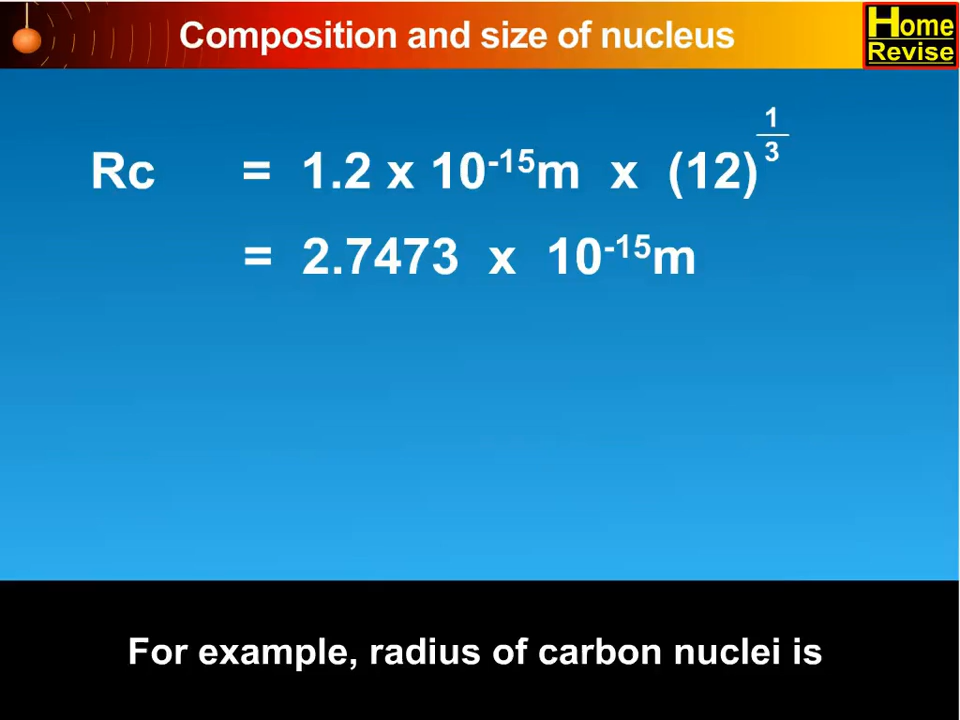 Composition and size of nucleus
Home
Revise
Rc = 1.2 x 10⁻¹⁵m x (12)^(1/3)
= 2.7473 x 10⁻¹⁵m
For example, radius of carbon nuclei is